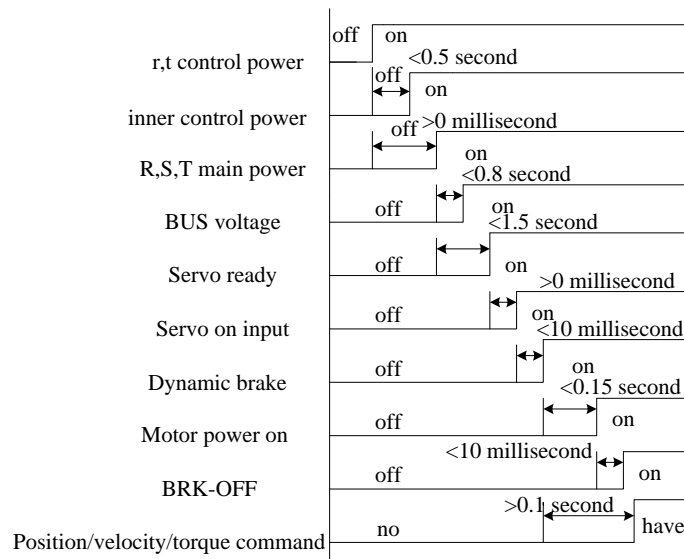 off on
r,t control power
<0.5 second
off on
inner control power
>0 millisecond
off on
R,S,T main power
<0.8 second
off on
BUS voltage
<1.5 second
off on
Servo ready
>0 millisecond
off on
Servo on input
<10 millisecond
off on
Dynamic brake
<0.15 second
off on
Motor power on
<10 millisecond
off on
BRK-OFF
>0.1 second
no have
Position/velocity/torque command